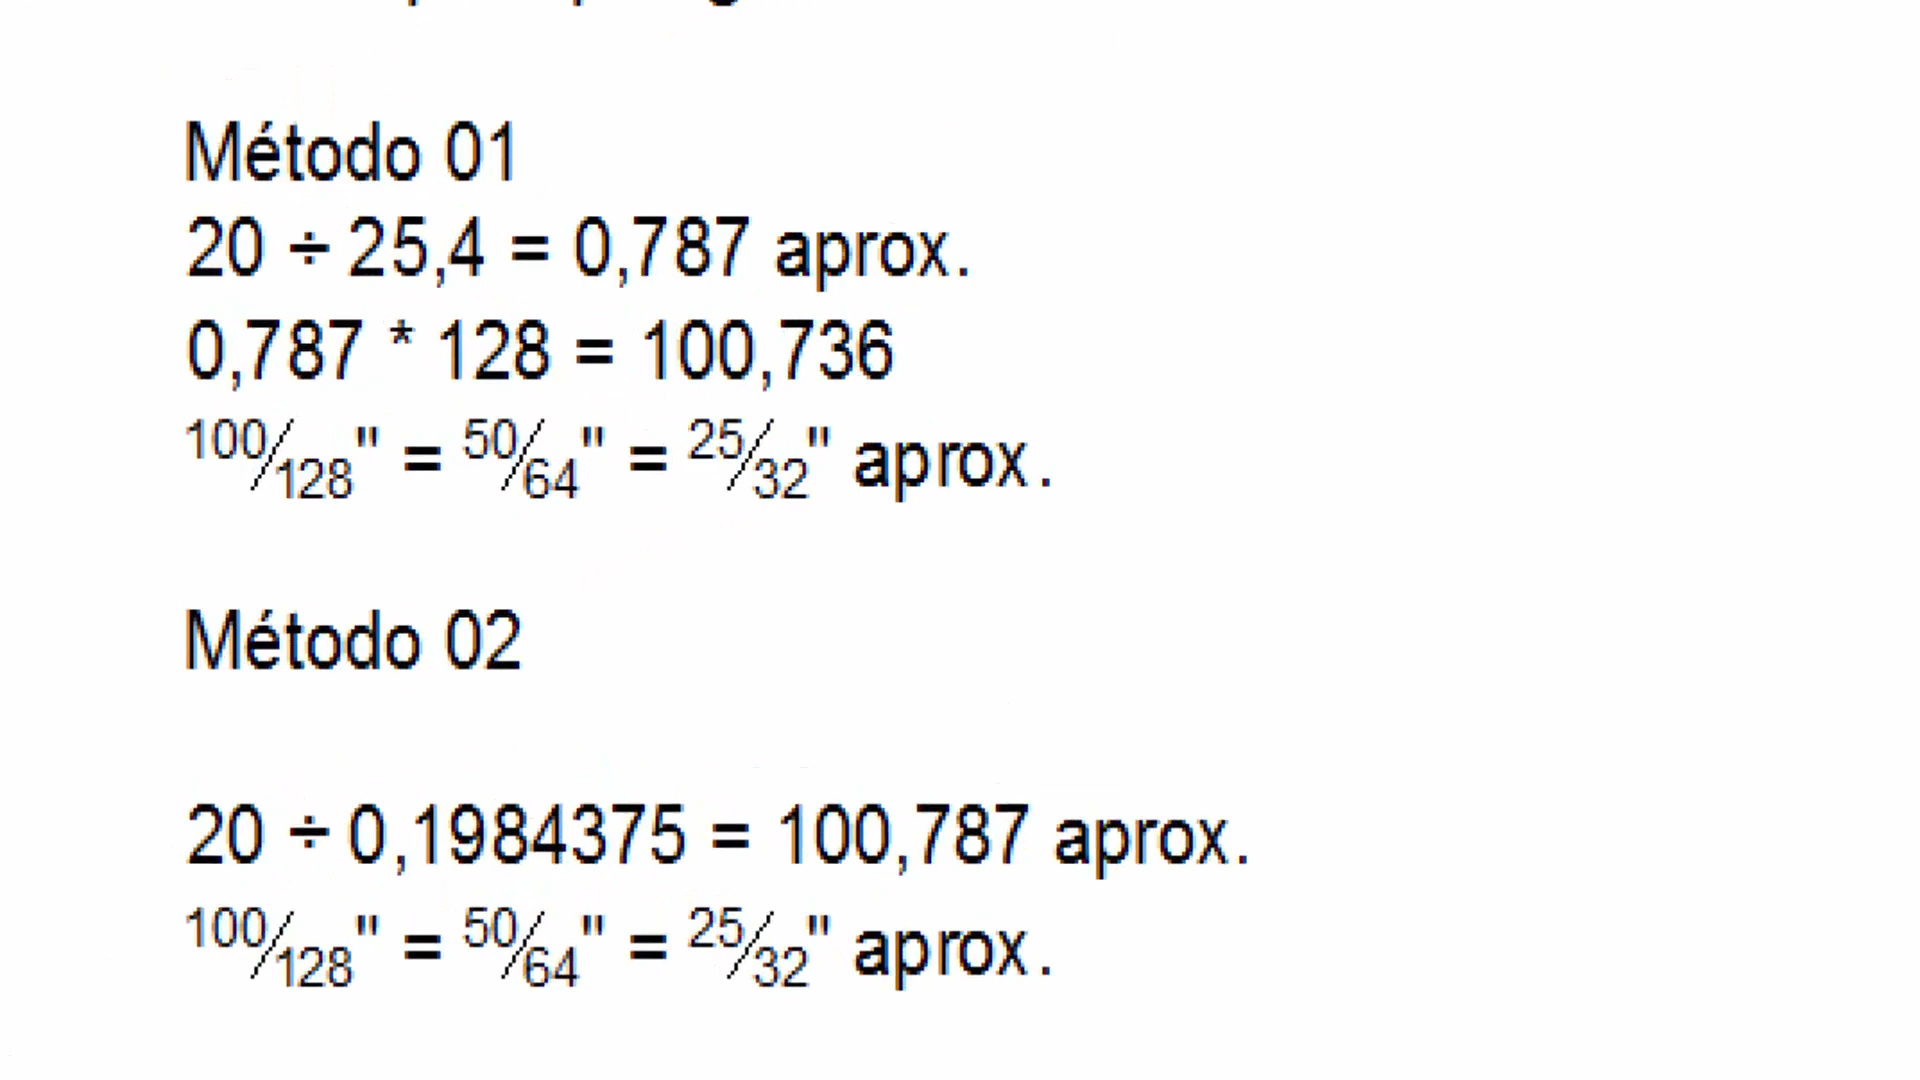 Método 01
20 ÷ 25,4 = 0,787 aprox.
0,787 * 128 = 100,736
100/128" = 50/64" = 25/32" aprox.
Método 02
20 ÷ 0,1984375 = 100,787 aprox.
100/128" = 50/64" = 25/32" aprox.